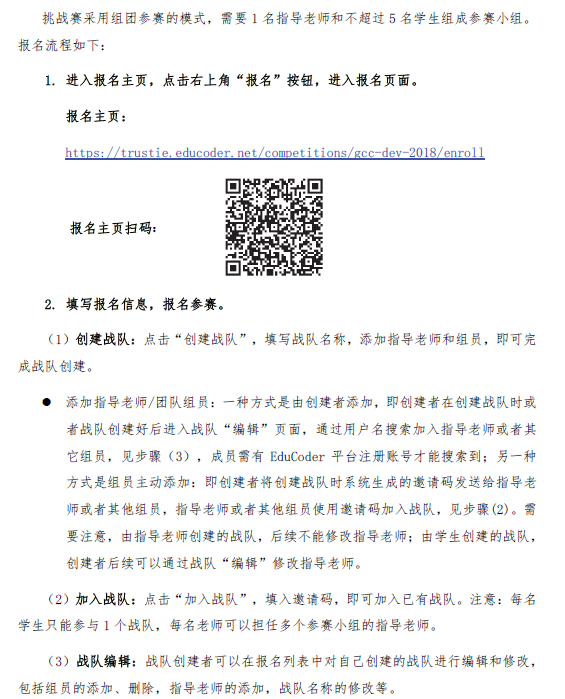 挑战赛采用组团参赛的模式，需要 1 名指导老师和不超过 5 名学生组成参赛小组。
报名流程如下：
1. 进入报名主页，点击右上角“报名”按钮，进入报名页面。
报名主页：
https://trustie.educoder.net/competitions/gcc-dev-2018/enroll
报名主页扫码：
2. 填写报名信息，报名参赛。
（1）创建战队：点击“创建战队”，填写战队名称，添加指导老师和组员，即可完
成战队创建。
● 添加指导老师/团队组员：一种方式是由创建者添加，即创建者在创建战队时或
者战队创建好后进入战队“编辑”页面，通过用户名搜索加入指导老师或者其
它组员，见步骤（3），成员需有 EduCoder 平台注册账号才能搜索到；另一种
方式是组员主动添加：即创建者将创建战队时系统生成的邀请码发送给指导老
师或者其他组员，指导老师或者其他组员使用邀请码加入战队，见步骤(2)。需
要注意，由指导老师创建的战队，后续不能修改指导老师；由学生创建的战队，
创建者后续可以通过战队“编辑”修改指导老师。
（2）加入战队：点击“加入战队”，填入邀请码，即可加入已有战队。注意：每名
学生只能参与 1 个战队，每名老师可以担任多个参赛小组的指导老师。
（3）战队编辑：战队创建者可以在报名列表中对自己创建的战队进行编辑和修改，
包括组员的添加、删除，指导老师的添加，战队名称的修改等。